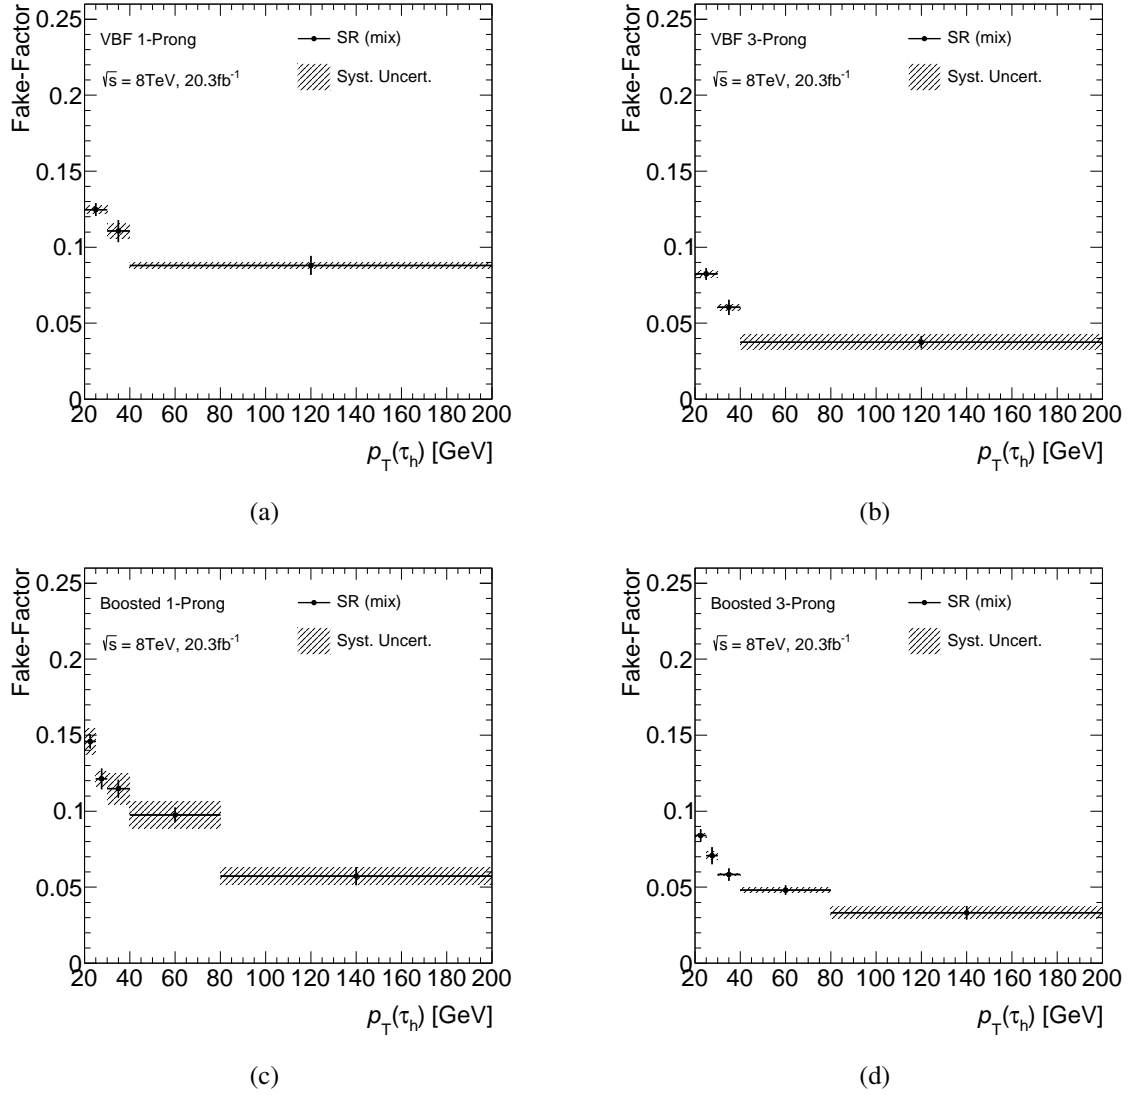 Fake-Factor
0.25
0.2
0.15
0.1
0.05
0
VBF 1-Prong
√s = 8TeV, 20.3fb⁻¹
SR (mix)
Syst. Uncert.
20 40 60 80 100 120 140 160 180 200
p_T(τ_h) [GeV]
(a)
Fake-Factor
0.25
0.2
0.15
0.1
0.05
0
VBF 3-Prong
√s = 8TeV, 20.3fb⁻¹
SR (mix)
Syst. Uncert.
20 40 60 80 100 120 140 160 180 200
p_T(τ_h) [GeV]
(b)
Fake-Factor
0.25
0.2
0.15
0.1
0.05
0
Boosted 1-Prong
√s = 8TeV, 20.3fb⁻¹
SR (mix)
Syst. Uncert.
20 40 60 80 100 120 140 160 180 200
p_T(τ_h) [GeV]
(c)
Fake-Factor
0.25
0.2
0.15
0.1
0.05
0
Boosted 3-Prong
√s = 8TeV, 20.3fb⁻¹
SR (mix)
Syst. Uncert.
20 40 60 80 100 120 140 160 180 200
p_T(τ_h) [GeV]
(d)